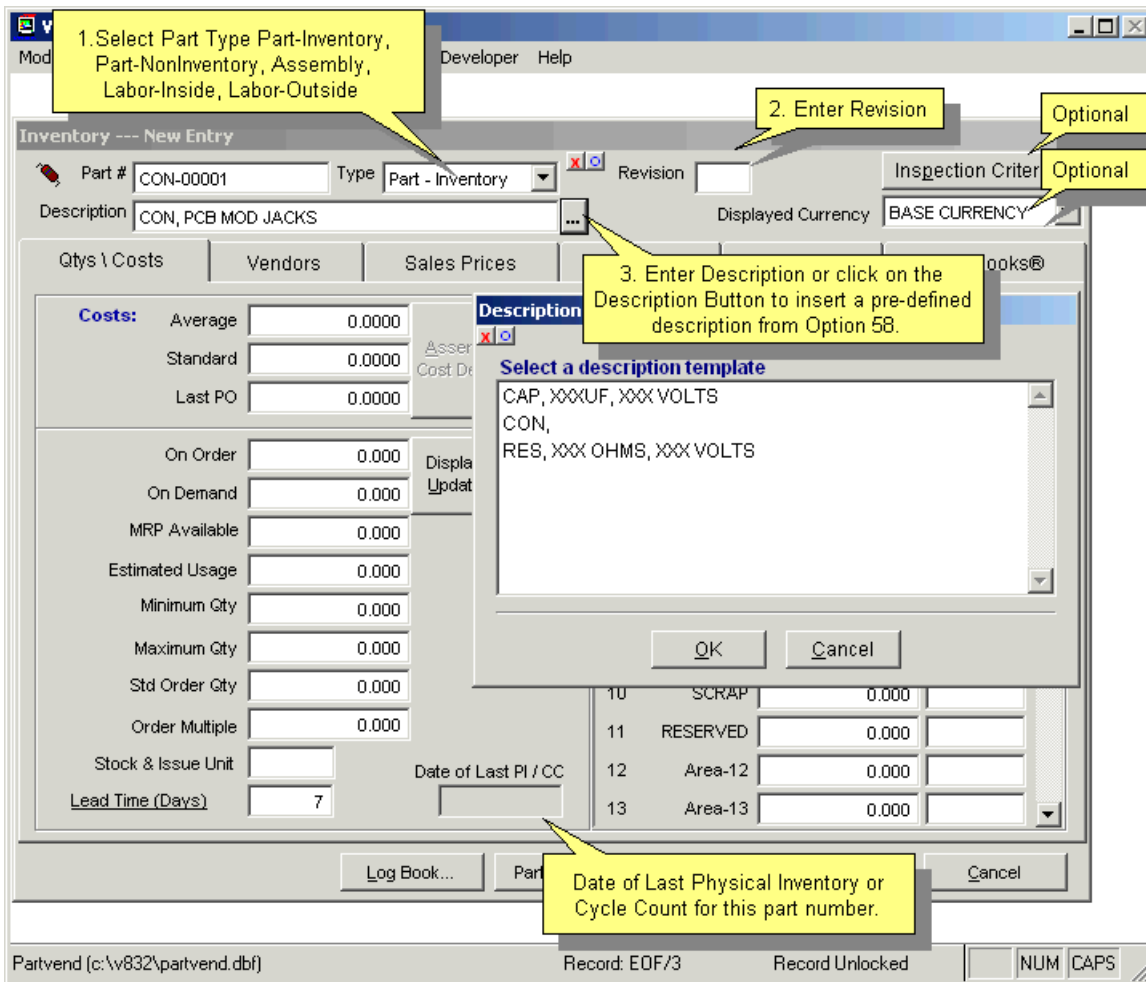 v
1.Select Part Type Part-Inventory,
Part-NonInventory, Assembly,
Labor-Inside, Labor-Outside
Mod
Developer Help
2. Enter Revision
Optional
Inventory --- New Entry
Part # CON-00001 Type Part - Inventory Revision
Optional
Description CON, PCB MOD JACKS ... Displayed Currency BASE CURRENCY
Inspection Criter
Qtys \ Costs Vendors Sales Prices ooks®
3. Enter Description or click on the
Description Button to insert a pre-defined
description from Option 58.
Costs: Average 0.0000
Standard 0.0000
Last PO 0.0000
Asser
Cost De
Description
Select a description template
CAP, XXXUF, XXX VOLTS
CON,
RES, XXX OHMS, XXX VOLTS
OK Cancel
On Order 0.000
On Demand 0.000
Displa
Updat
MRP Available 0.000
Estimated Usage 0.000
Minimum Qty 0.000
Maximum Qty 0.000
Std Order Qty 0.000
Order Multiple 0.000
Stock & Issue Unit
Lead Time (Days) 7
Date of Last PI / CC
10 SCRAP 0.000
11 RESERVED 0.000
12 Area-12 0.000
13 Area-13 0.000
Log Book... Part Cancel
Date of Last Physical Inventory or
Cycle Count for this part number.
Partvend (c:\v832\partvend.dbf) Record: EOF/3 Record Unlocked NUM CAPS